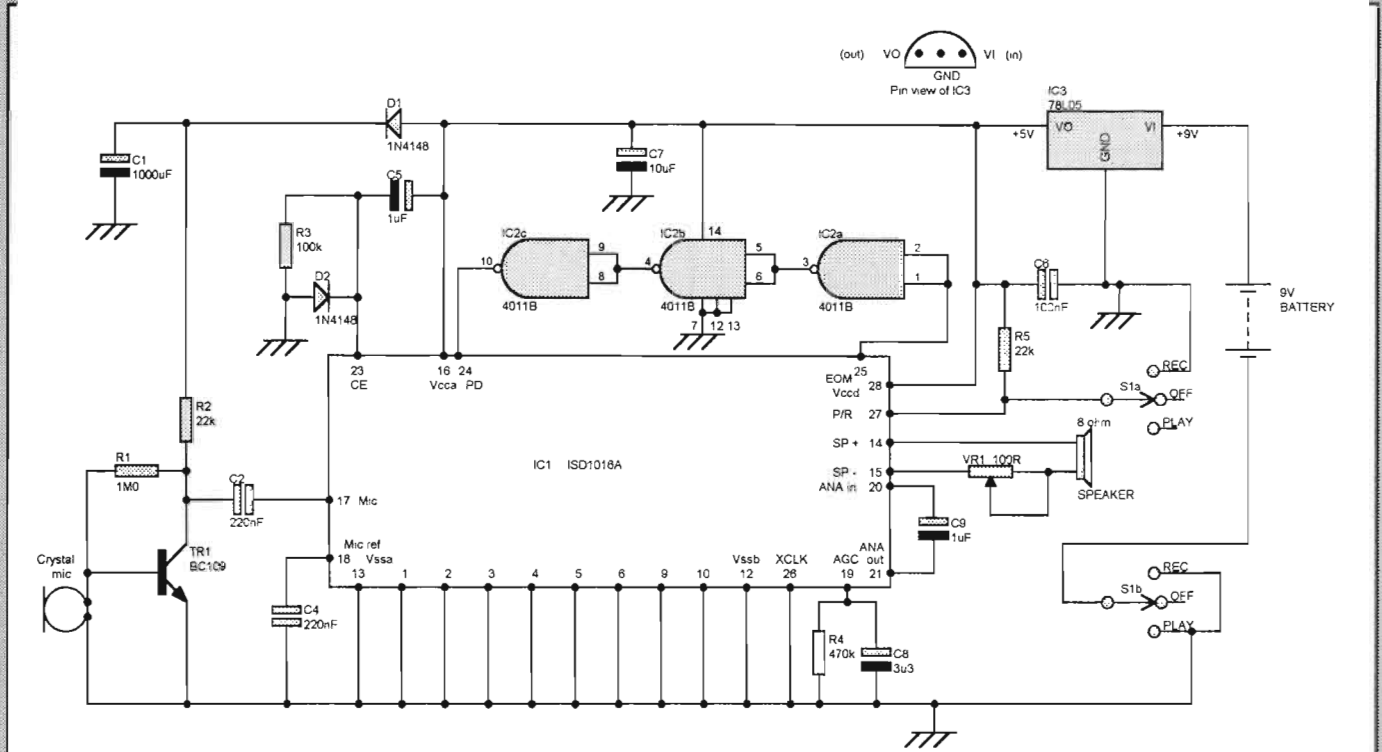 (out) VO VI (in)
GND
Pin view of IC3
IC3
78L05
+5V VO VI +9V
GND
D1
1N4148
C1
1000uF
C7
10uF
C5
1uF
R3
100k
D2
1N4148
IC2c
10 9
8
4011B
IC2b
14
4 5
6
4011B
7 12 13
IC2a
3 2
1
4011B
C6
100nF
9V
BATTERY
R5
22k
REC
S1a OFF
PLAY
23
CE
16
Vcca
24
PD
25
EOM
Vccd 28
P/R 27
SP + 14
SP - 15
ANA in 20
IC1 ISD1016A
8 ohm
VR1 100R
SPEAKER
R2
22k
R1
1M0
C2
220nF
17 Mic
Mic ref
18
Vssa
13 1 2 3 4 5 6 9 10
Vssb
12
XCLK
26
AGC
19
ANA
out
21
C9
1uF
Crystal
mic
TR1
BC109
C4
220nF
R4
470k
C8
3u3
REC
S1b OFF
PLAY